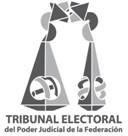 TRIBUNAL ELECTORAL
del Poder Judicial de la Federación